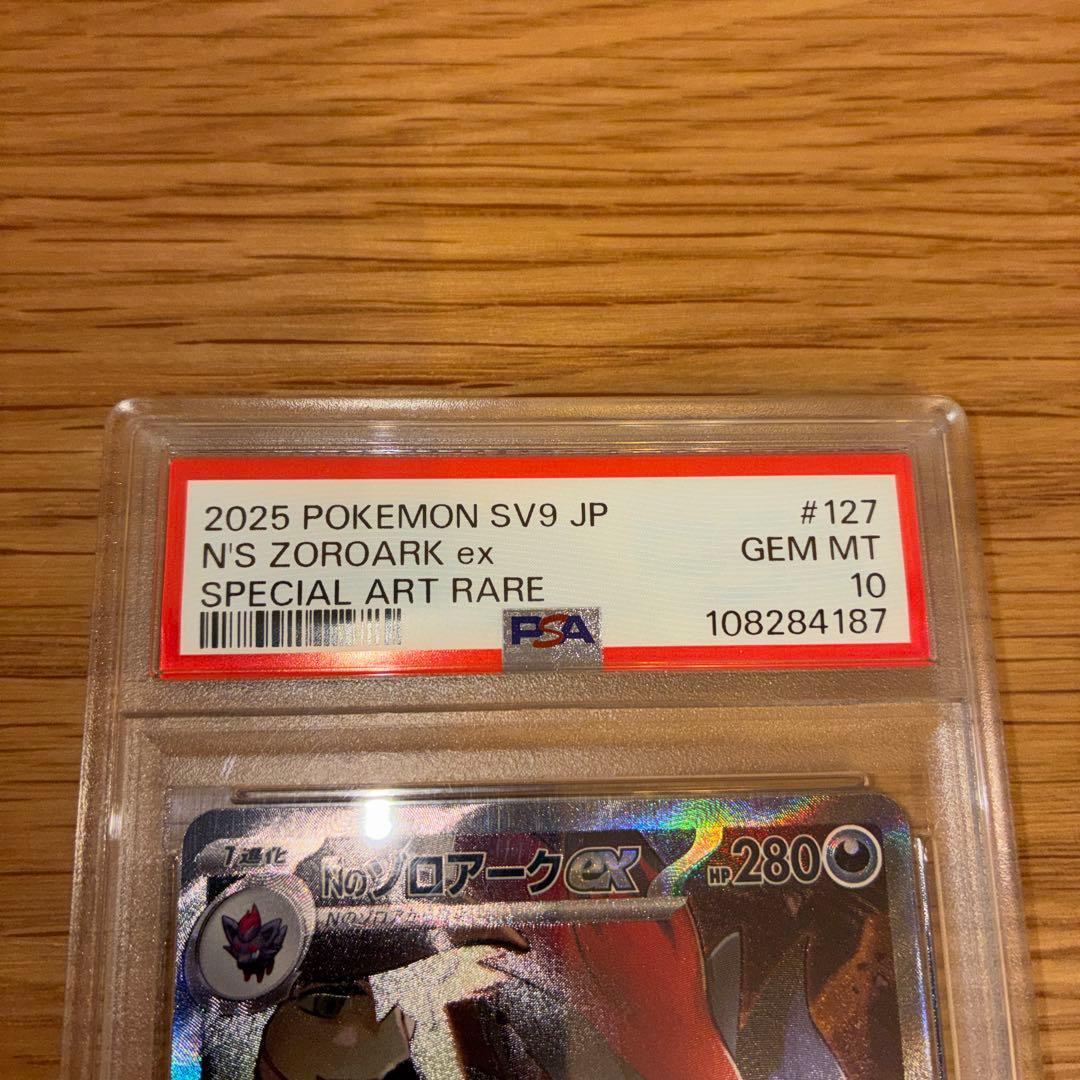 2025 POKEMON SV9 JP #127
N'S ZOROARK ex GEM MT
SPECIAL ART RARE 10
PSA 108284187
1進化 Nのゾロアークex HP280